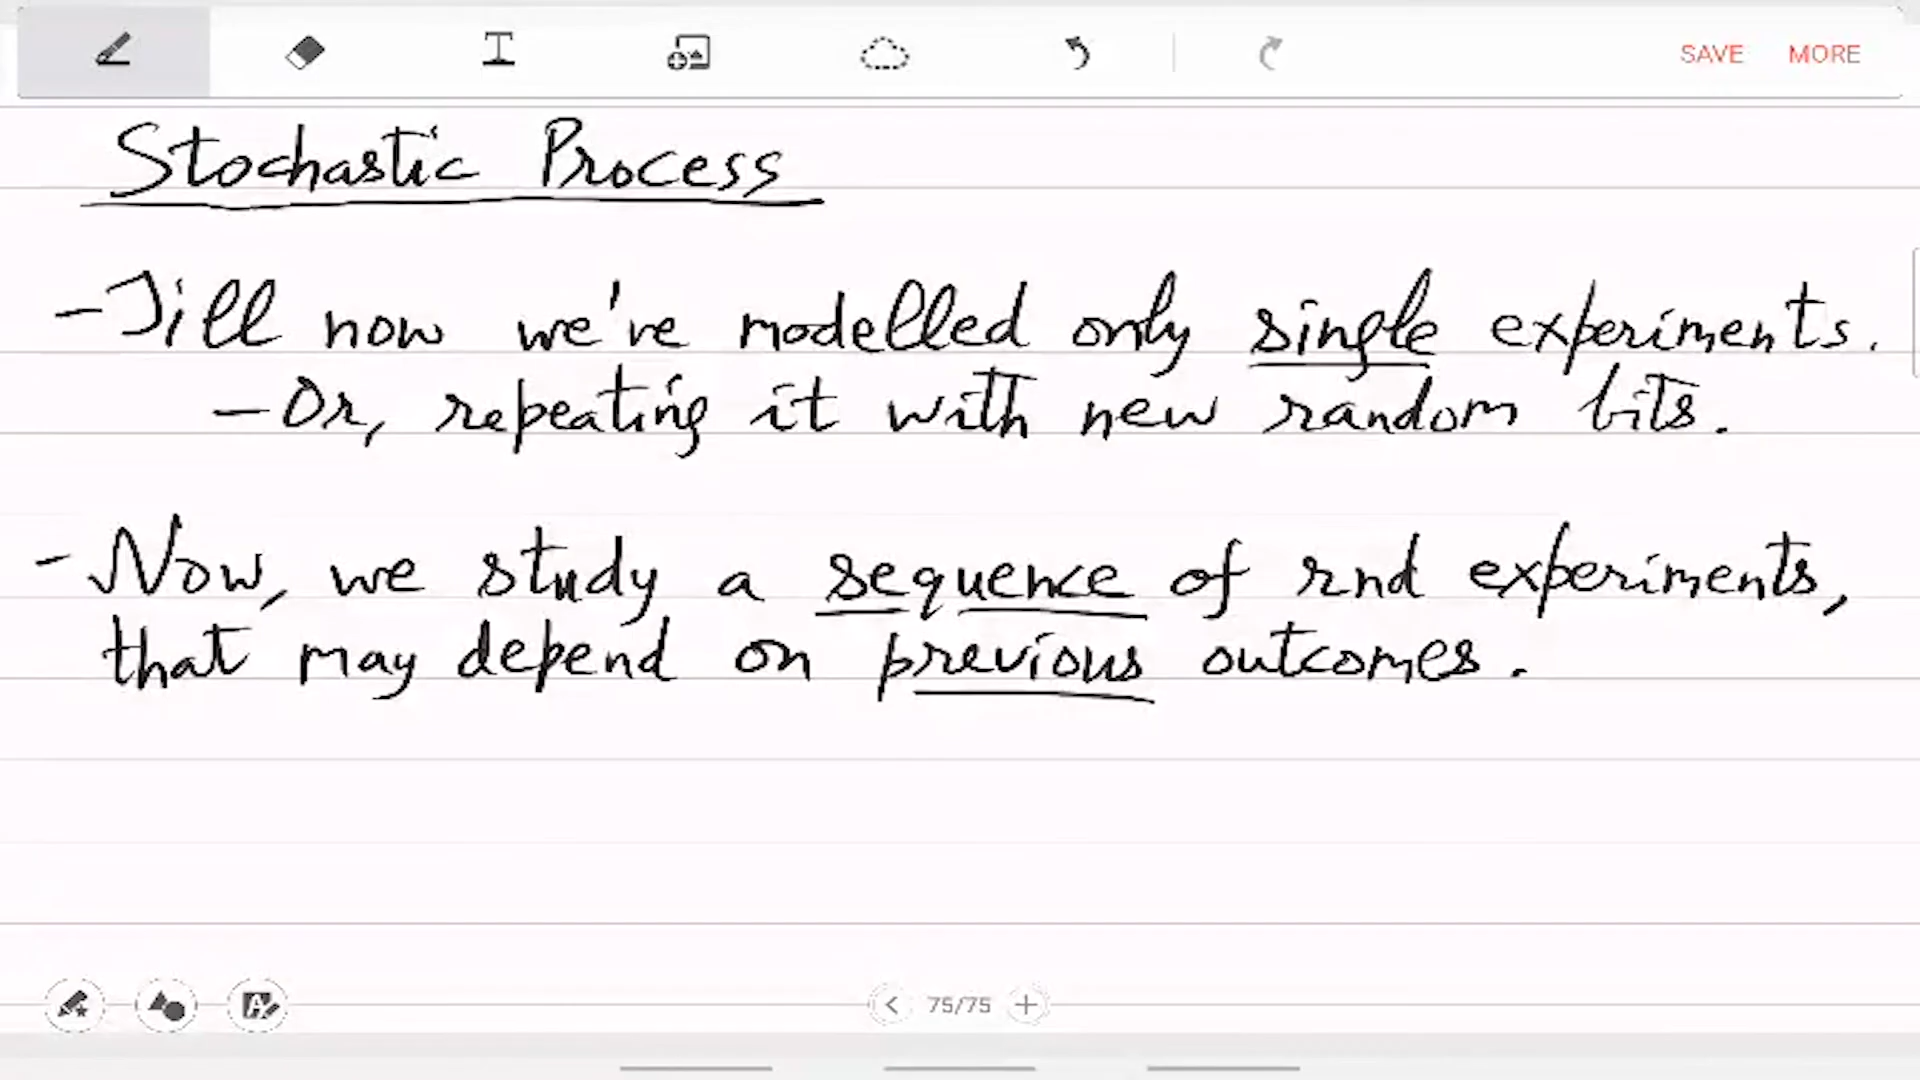 SAVE MORE
Stochastic Process
- Till now we've modelled only single experiments.
- Or, repeating it with new random bits.
- Now, we study a sequence of rnd experiments,
that may depend on previous outcomes.
75/75